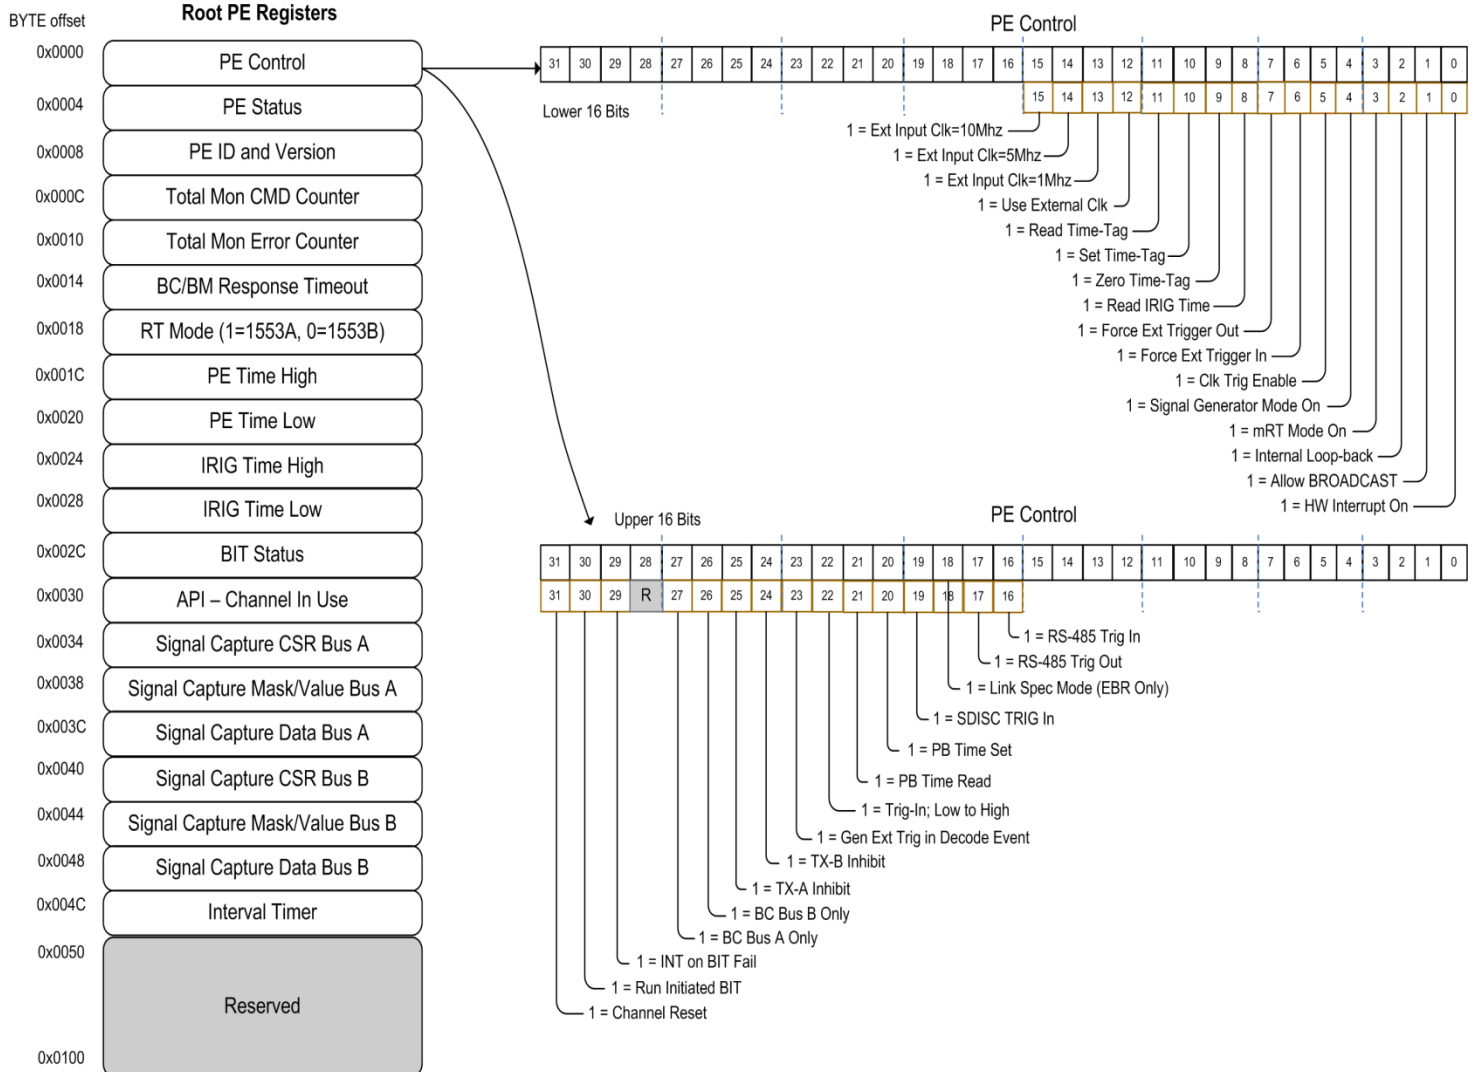 Root PE Registers
BYTE offset
0x0000
PE Control
0x0004
PE Status
0x0008
PE ID and Version
0x000C
Total Mon CMD Counter
0x0010
Total Mon Error Counter
0x0014
BC/BM Response Timeout
0x0018
RT Mode (1=1553A, 0=1553B)
0x001C
PE Time High
0x0020
PE Time Low
0x0024
IRIG Time High
0x0028
IRIG Time Low
0x002C
BIT Status
0x0030
API – Channel In Use
0x0034
Signal Capture CSR Bus A
0x0038
Signal Capture Mask/Value Bus A
0x003C
Signal Capture Data Bus A
0x0040
Signal Capture CSR Bus B
0x0044
Signal Capture Mask/Value Bus B
0x0048
Signal Capture Data Bus B
0x004C
Interval Timer
0x0050
Reserved
0x0100
PE Control
31 30 29 28 27 26 25 24 23 22 21 20 19 18 17 16 15 14 13 12 11 10 9 8 7 6 5 4 3 2 1 0
Lower 16 Bits
15 14 13 12 11 10 9 8 7 6 5 4 3 2 1 0
1 = Ext Input Clk=10Mhz
1 = Ext Input Clk=5Mhz
1 = Ext Input Clk=1Mhz
1 = Use External Clk
1 = Read Time-Tag
1 = Set Time-Tag
1 = Zero Time-Tag
1 = Read IRIG Time
1 = Force Ext Trigger Out
1 = Force Ext Trigger In
1 = Clk Trig Enable
1 = Signal Generator Mode On
1 = mRT Mode On
1 = Internal Loop-back
1 = Allow BROADCAST
1 = HW Interrupt On
Upper 16 Bits
PE Control
31 30 29 28 27 26 25 24 23 22 21 20 19 18 17 16 15 14 13 12 11 10 9 8 7 6 5 4 3 2 1 0
31 30 29 R 27 26 25 24 23 22 21 20 19 18 17 16
1 = RS-485 Trig In
1 = RS-485 Trig Out
1 = Link Spec Mode (EBR Only)
1 = SDISC TRIG In
1 = PB Time Set
1 = PB Time Read
1 = Trig-In; Low to High
1 = Gen Ext Trig in Decode Event
1 = TX-B Inhibit
1 = TX-A Inhibit
1 = BC Bus B Only
1 = BC Bus A Only
1 = INT on BIT Fail
1 = Run Initiated BIT
1 = Channel Reset